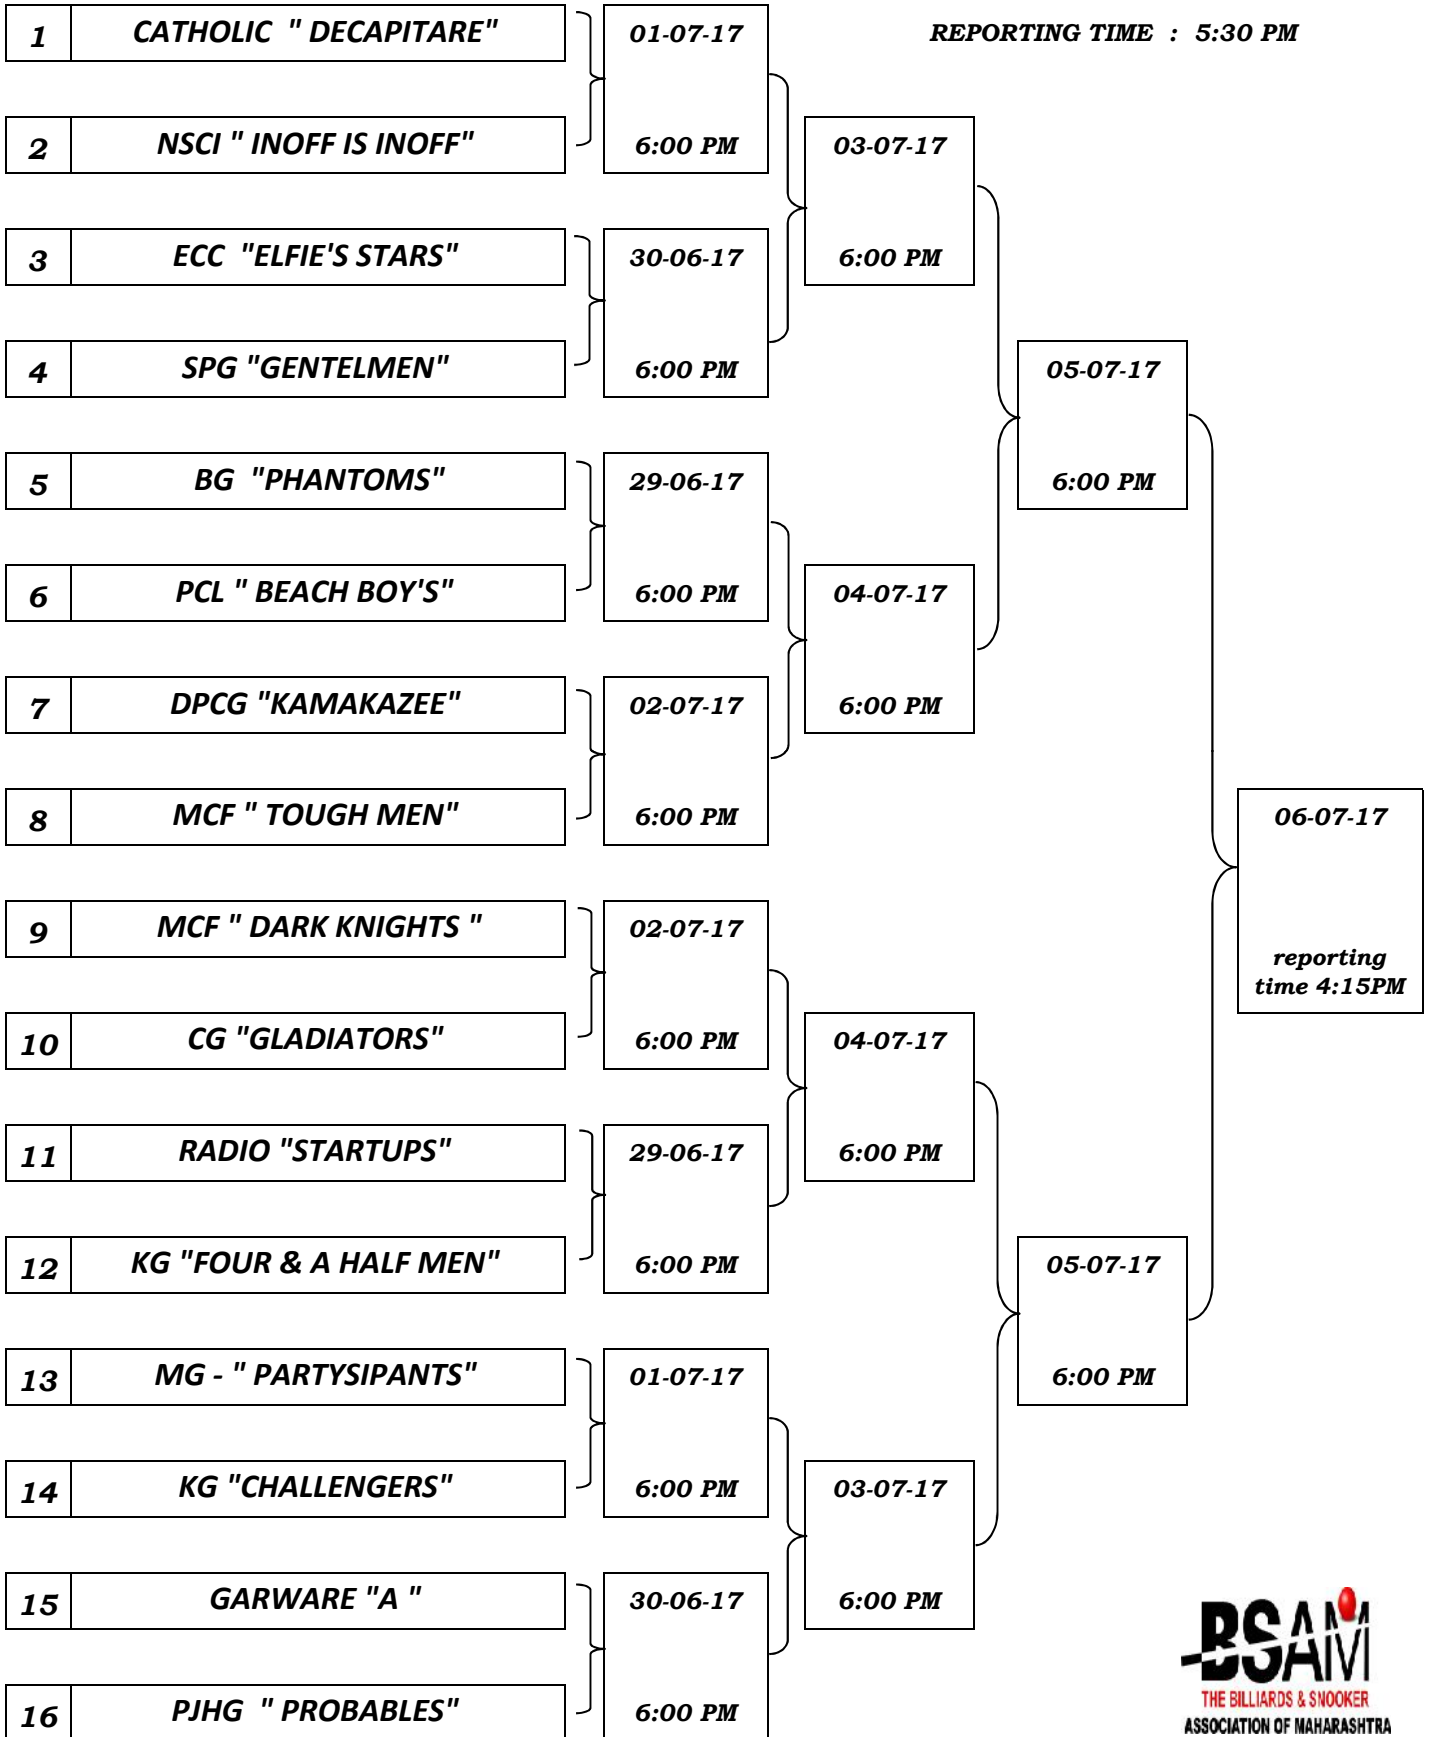 1 CATHOLIC " DECAPITARE" 01-07-17 REPORTING TIME : 5:30 PM
2 NSCI " INOFF IS INOFF" 6:00 PM 03-07-17
3 ECC "ELFIE'S STARS" 30-06-17 6:00 PM
4 SPG "GENTELMEN" 6:00 PM 05-07-17
5 BG "PHANTOMS" 29-06-17 6:00 PM
6 PCL " BEACH BOY'S" 6:00 PM 04-07-17
7 DPCG "KAMAKAZEE" 02-07-17 6:00 PM
8 MCF " TOUGH MEN" 6:00 PM 06-07-17
9 MCF " DARK KNIGHTS " 02-07-17
reporting
time 4:15PM
10 CG "GLADIATORS" 6:00 PM 04-07-17
11 RADIO "STARTUPS" 29-06-17 6:00 PM
12 KG "FOUR & A HALF MEN" 6:00 PM 05-07-17
13 MG - " PARTYSIPANTS" 01-07-17 6:00 PM
14 KG "CHALLENGERS" 6:00 PM 03-07-17
15 GARWARE "A " 30-06-17 6:00 PM
16 PJHG " PROBABLES" 6:00 PM
BSAM
THE BILLIARDS & SNOOKER
ASSOCIATION OF MAHARASHTRA